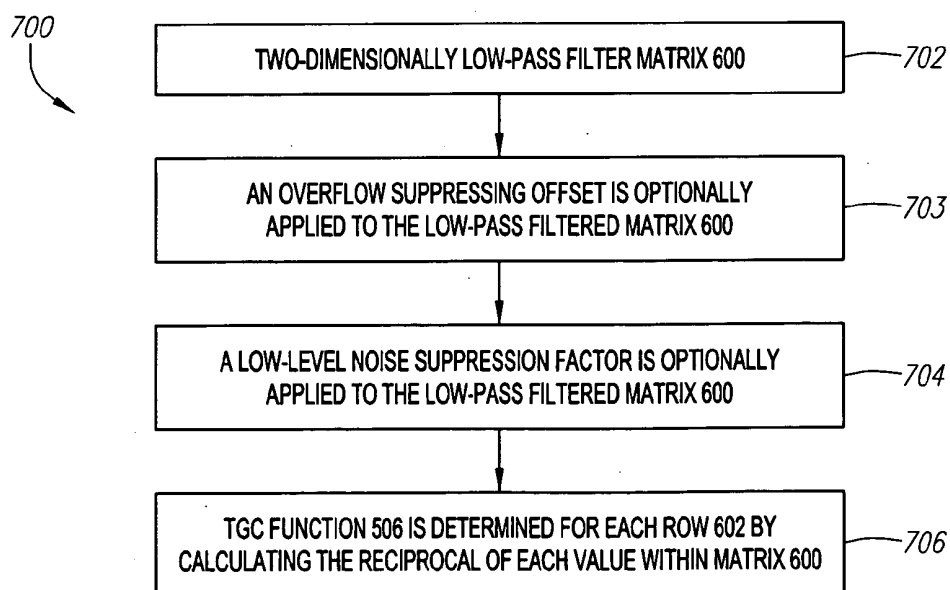 700
TWO-DIMENSIONALLY LOW-PASS FILTER MATRIX 600
702
AN OVERFLOW SUPPRESSING OFFSET IS OPTIONALLY
APPLIED TO THE LOW-PASS FILTERED MATRIX 600
703
A LOW-LEVEL NOISE SUPPRESSION FACTOR IS OPTIONALLY
APPLIED TO THE LOW-PASS FILTERED MATRIX 600
704
TGC FUNCTION 506 IS DETERMINED FOR EACH ROW 602 BY
CALCULATING THE RECIPROCAL OF EACH VALUE WITHIN MATRIX 600
706